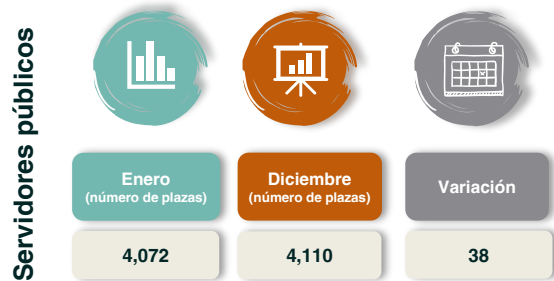 Servidores públicos
Enero
(número de plazas)
Diciembre
(número de plazas)
Variación
4,072
4,110
38